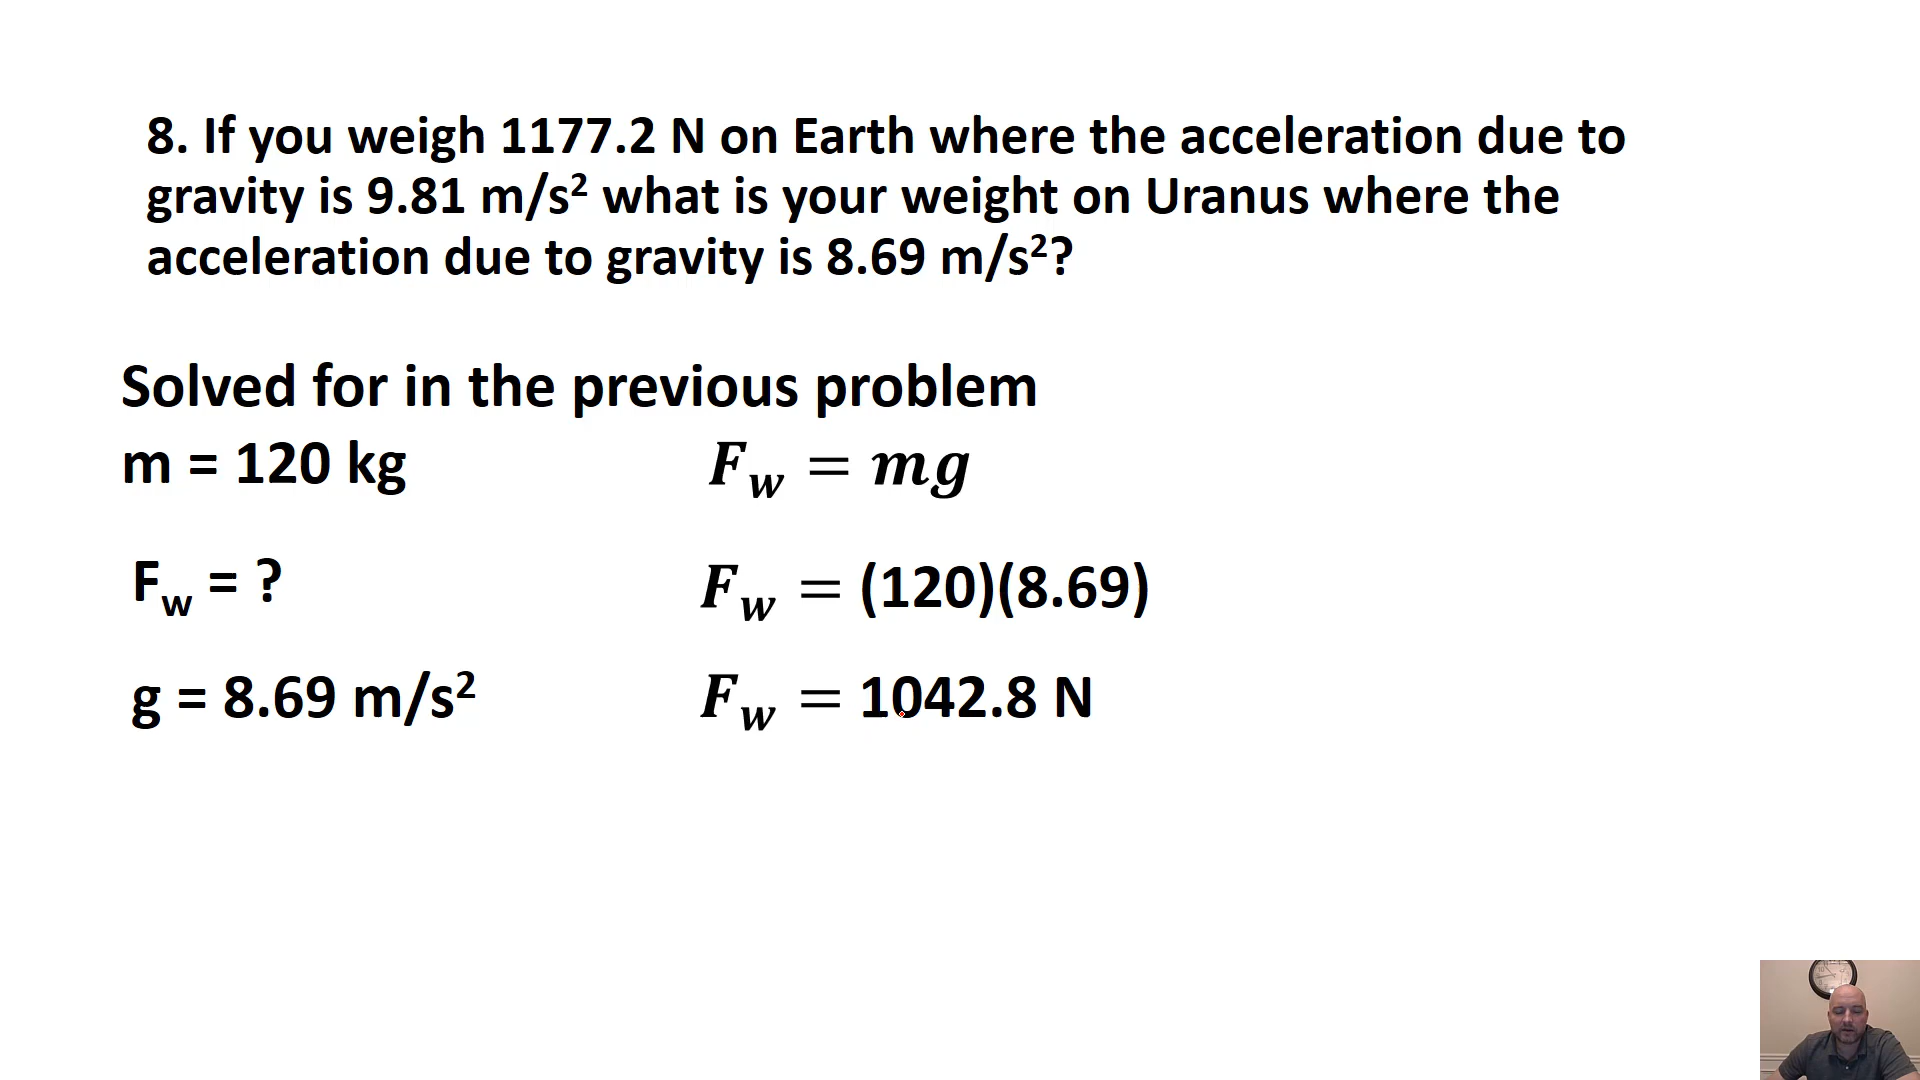 8. If you weigh 1177.2 N on Earth where the acceleration due to
gravity is 9.81 m/s² what is your weight on Uranus where the
acceleration due to gravity is 8.69 m/s²?
Solved for in the previous problem
m = 120 kg
F_w = mg
F_w = ?
F_w = (120)(8.69)
g = 8.69 m/s²
F_w = 1042.8 N